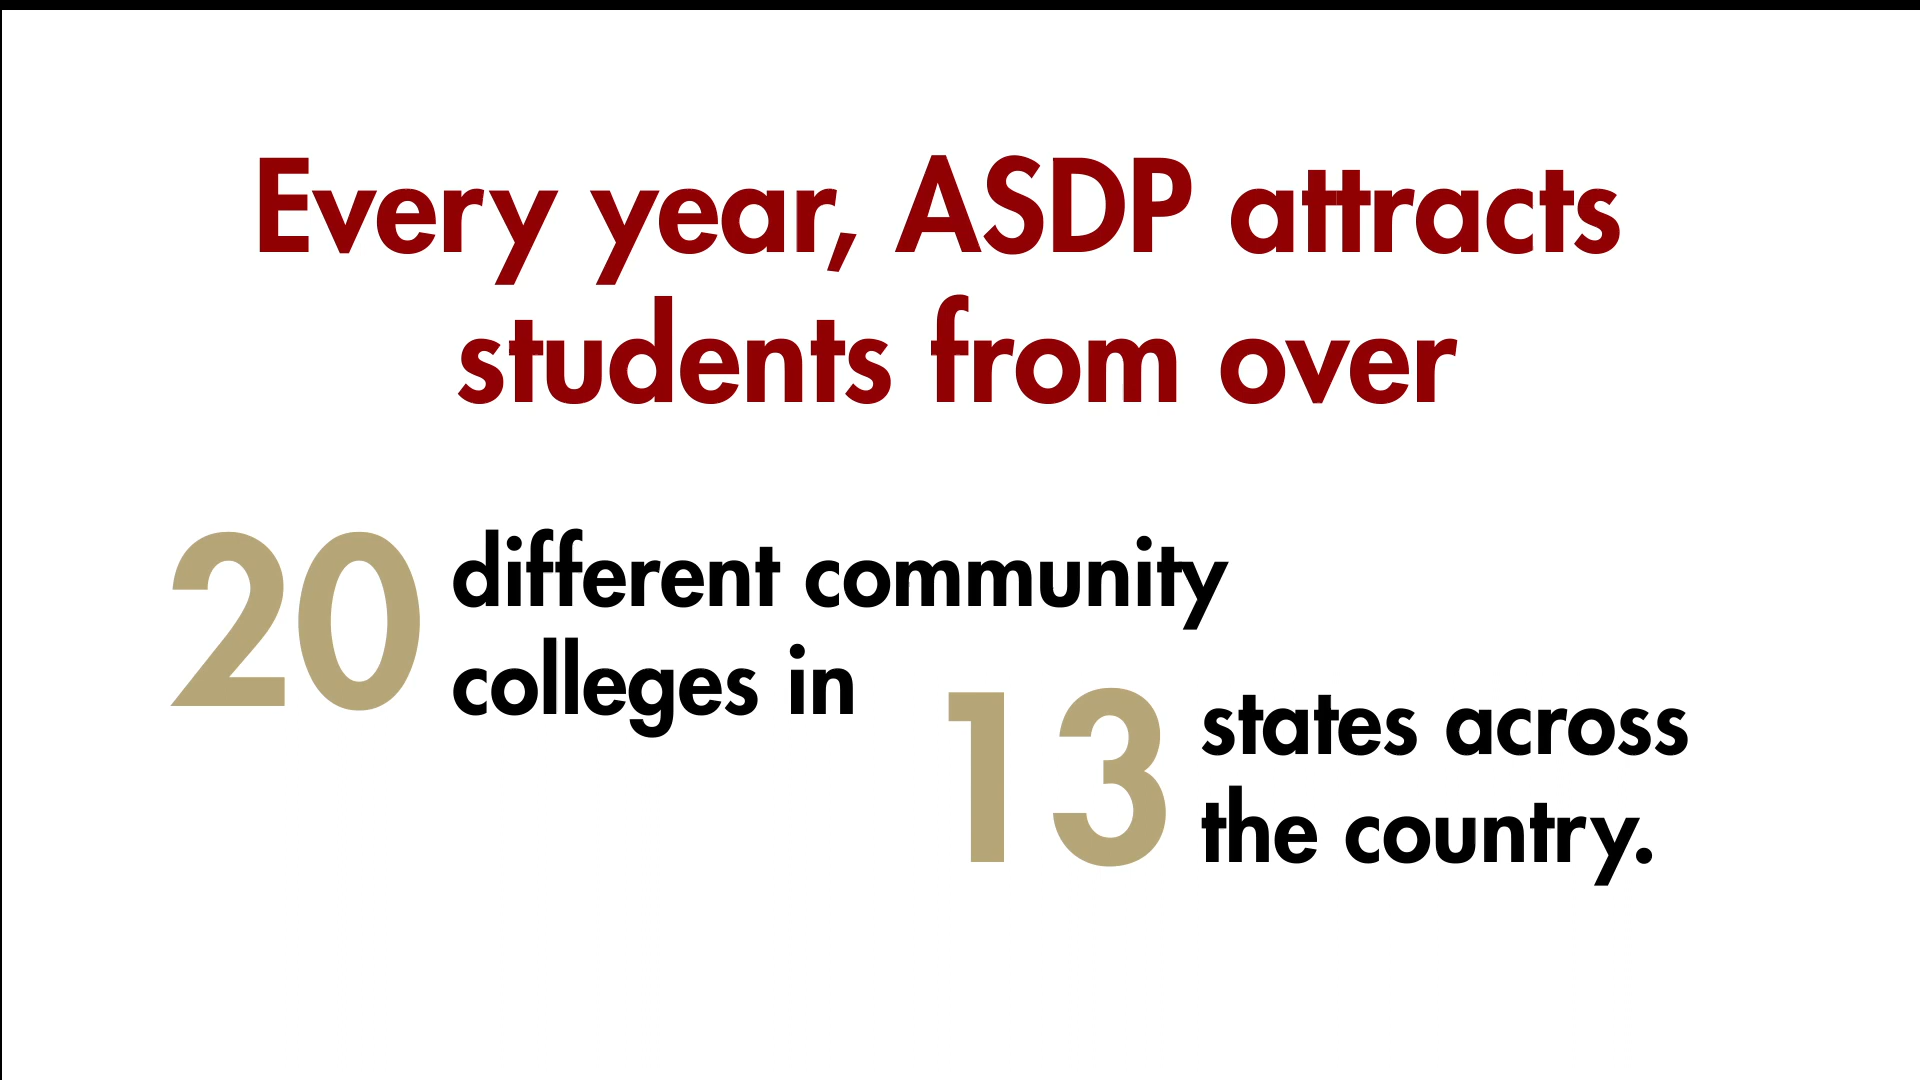 Every year, ASDP attracts
students from over
20 different community
colleges in
13 states across
the country.